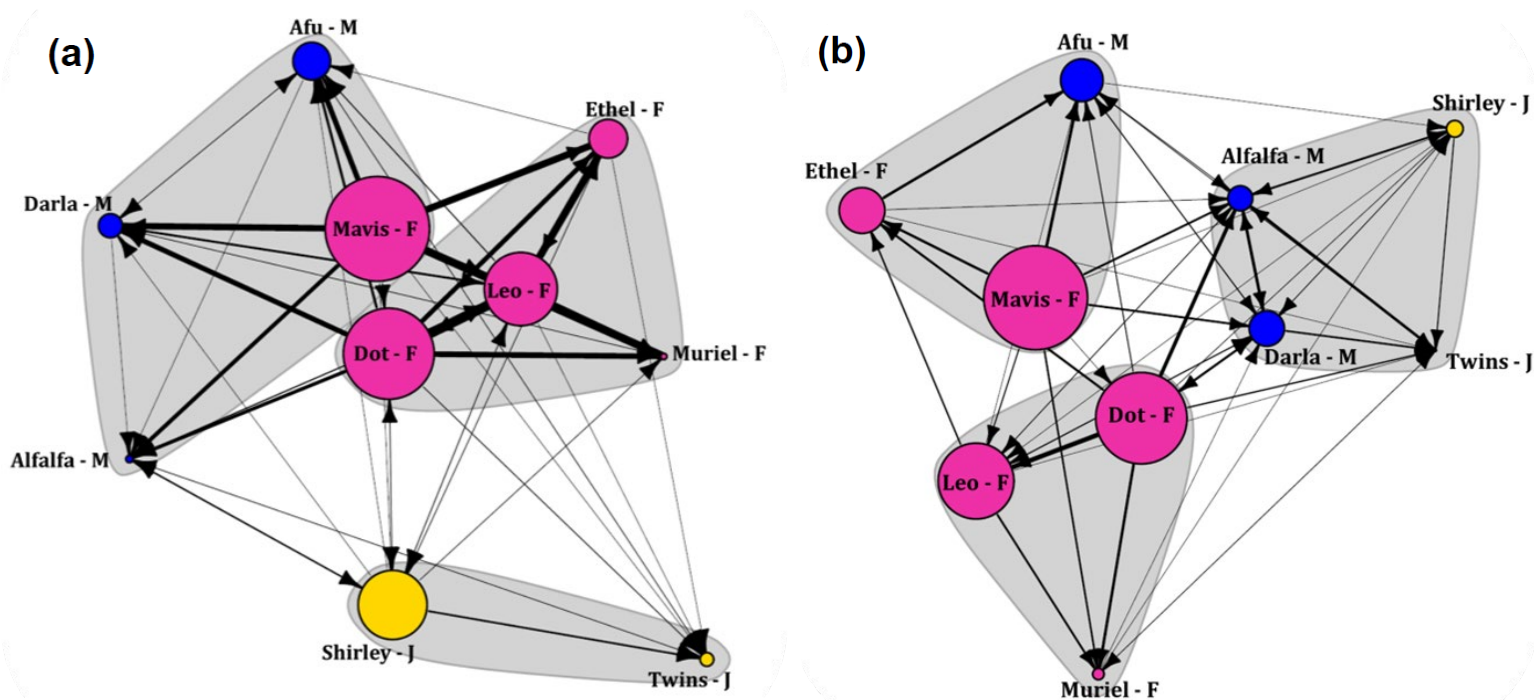 (a)
Afu - M
Ethel - F
Darla - M
Mavis - F
Leo - F
Dot - F
Muriel - F
Alfalfa - M
Shirley - J
Twins - J
(b)
Afu - M
Shirley - J
Alfalfa - M
Ethel - F
Mavis - F
Darla - M
Twins - J
Dot - F
Leo - F
Muriel - F